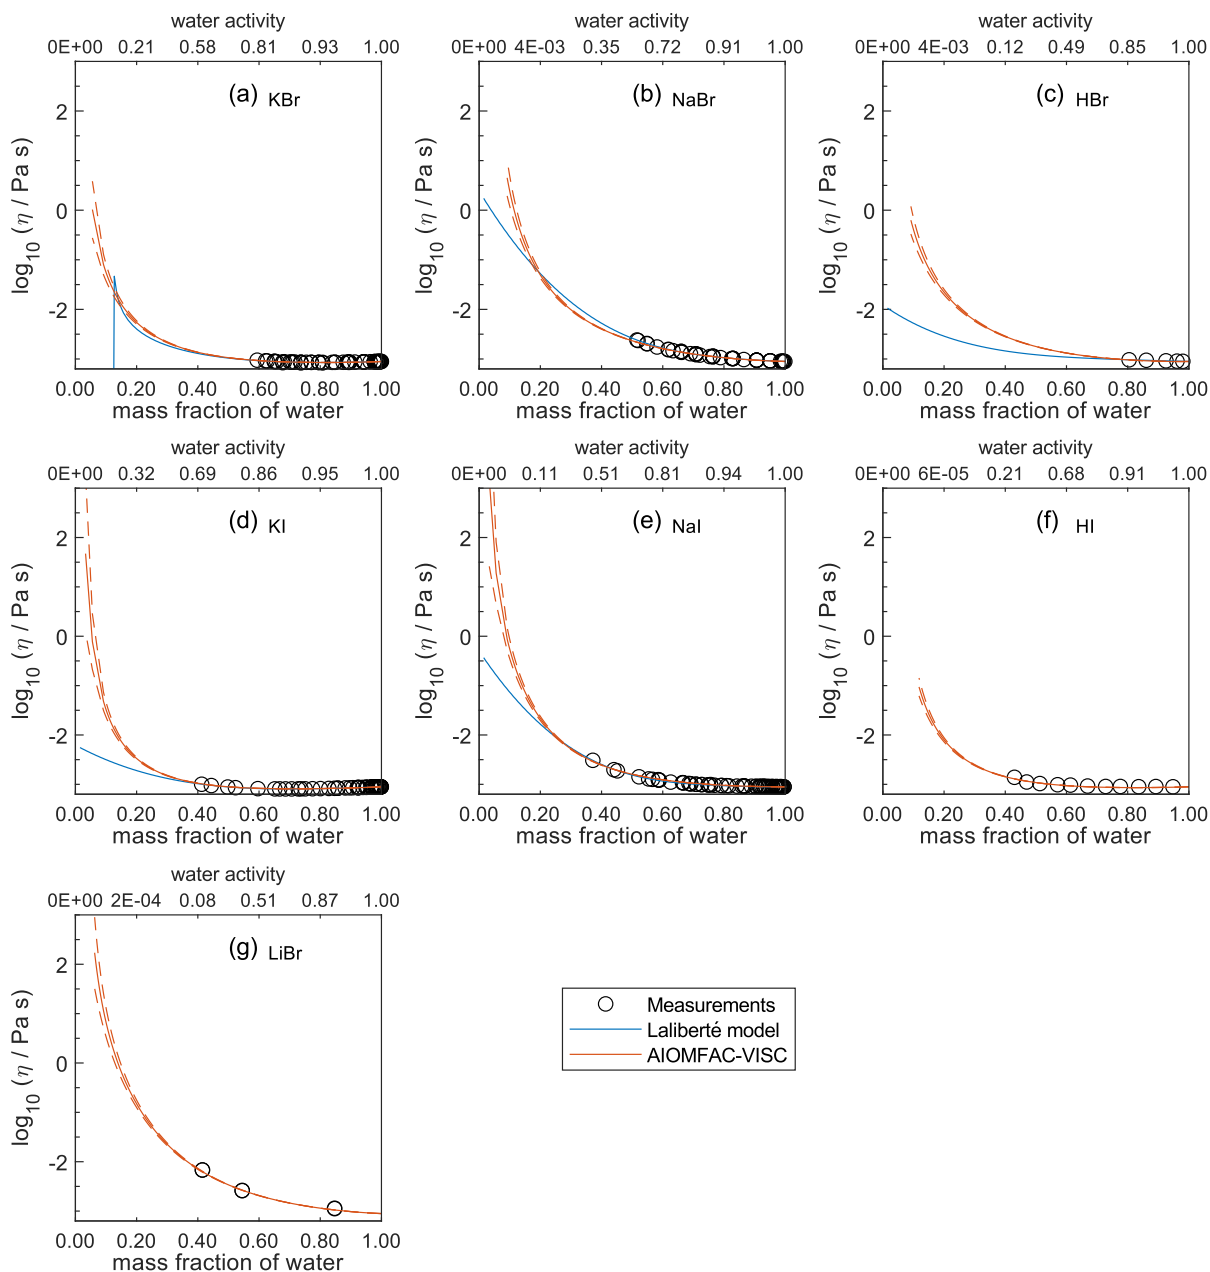 water activity
0E+00 0.21 0.58 0.81 0.93 1.00
(a) KBr
2
0
-2
log10 (η / Pa s)
0.00 0.20 0.40 0.60 0.80 1.00
mass fraction of water
water activity
0E+00 4E-03 0.35 0.72 0.91 1.00
(b) NaBr
2
0
-2
log10 (η / Pa s)
0.00 0.20 0.40 0.60 0.80 1.00
mass fraction of water
water activity
0E+00 4E-03 0.12 0.49 0.85 1.00
(c) HBr
2
0
-2
log10 (η / Pa s)
0.00 0.20 0.40 0.60 0.80 1.00
mass fraction of water
water activity
0E+00 0.32 0.69 0.86 0.95 1.00
(d) KI
2
0
-2
log10 (η / Pa s)
0.00 0.20 0.40 0.60 0.80 1.00
mass fraction of water
water activity
0E+00 0.11 0.51 0.81 0.94 1.00
(e) NaI
2
0
-2
log10 (η / Pa s)
0.00 0.20 0.40 0.60 0.80 1.00
mass fraction of water
water activity
0E+00 6E-05 0.21 0.68 0.91 1.00
(f) HI
2
0
-2
log10 (η / Pa s)
0.00 0.20 0.40 0.60 0.80 1.00
mass fraction of water
water activity
0E+00 2E-04 0.08 0.51 0.87 1.00
(g) LiBr
2
0
-2
log10 (η / Pa s)
0.00 0.20 0.40 0.60 0.80 1.00
mass fraction of water
Measurements
Laliberté model
AIOMFAC-VISC